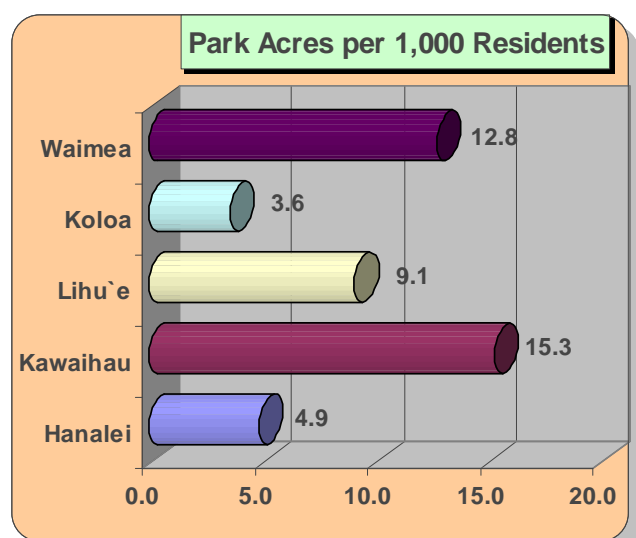 Park Acres per 1,000 Residents
Waimea
12.8
Koloa
3.6
Lihu`e
9.1
Kawaihau
15.3
Hanalei
4.9
0.0 5.0 10.0 15.0 20.0